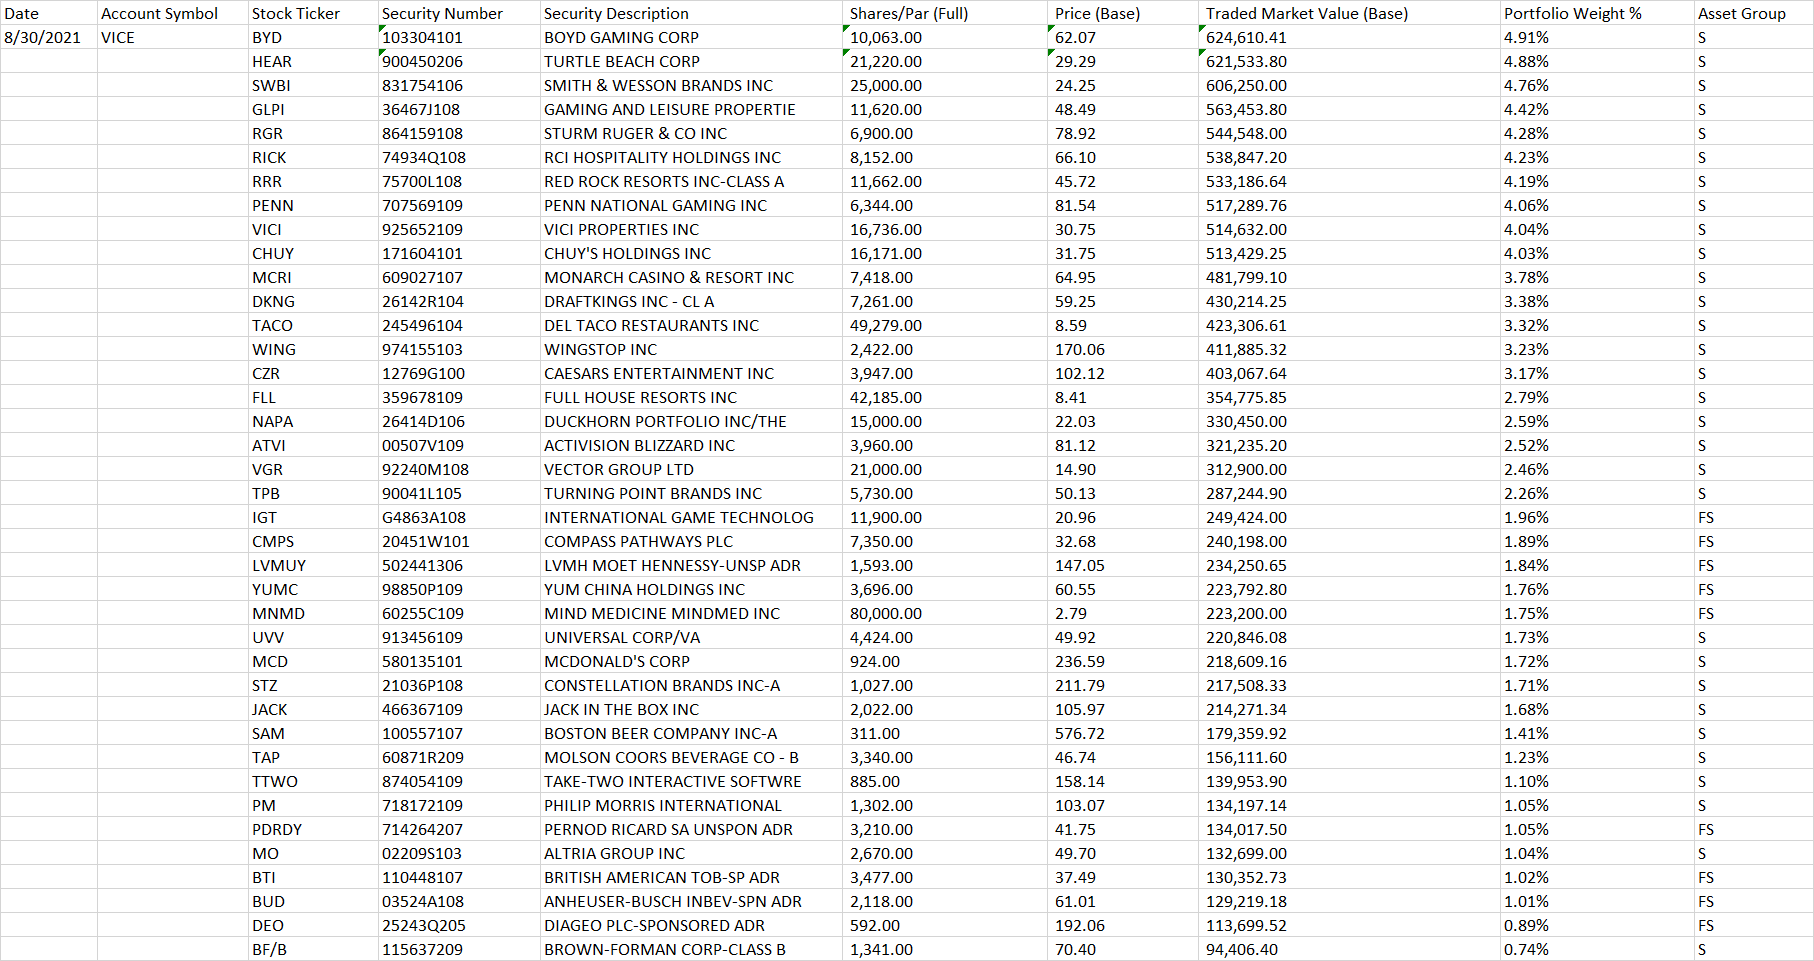 Date Account Symbol Stock Ticker Security Number Security Description Shares/Par (Full) Price (Base) Traded Market Value (Base) Portfolio Weight % Asset Group
8/30/2021 VICE BYD 103304101 BOYD GAMING CORP 10,063.00 62.07 624,610.41 4.91% S
HEAR 900450206 TURTLE BEACH CORP 21,220.00 29.29 621,533.80 4.88% S
SWBI 831754106 SMITH & WESSON BRANDS INC 25,000.00 24.25 606,250.00 4.76% S
GLPI 36467J108 GAMING AND LEISURE PROPERTIE 11,620.00 48.49 563,453.80 4.42% S
RGR 864159108 STURM RUGER & CO INC 6,900.00 78.92 544,548.00 4.28% S
RICK 74934Q108 RCI HOSPITALITY HOLDINGS INC 8,152.00 66.10 538,847.20 4.23% S
RRR 75700L108 RED ROCK RESORTS INC-CLASS A 11,662.00 45.72 533,186.64 4.19% S
PENN 707569109 PENN NATIONAL GAMING INC 6,344.00 81.54 517,289.76 4.06% S
VICI 925652109 VICI PROPERTIES INC 16,736.00 30.75 514,632.00 4.04% S
CHUY 171604101 CHUY'S HOLDINGS INC 16,171.00 31.75 513,429.25 4.03% S
MCRI 609027107 MONARCH CASINO & RESORT INC 7,418.00 64.95 481,799.10 3.78% S
DKNG 26142R104 DRAFTKINGS INC - CL A 7,261.00 59.25 430,214.25 3.38% S
TACO 245496104 DEL TACO RESTAURANTS INC 49,279.00 8.59 423,306.61 3.32% S
WING 974155103 WINGSTOP INC 2,422.00 170.06 411,885.32 3.23% S
CZR 12769G100 CAESARS ENTERTAINMENT INC 3,947.00 102.12 403,067.64 3.17% S
FLL 359678109 FULL HOUSE RESORTS INC 42,185.00 8.41 354,775.85 2.79% S
NAPA 26414D106 DUCKHORN PORTFOLIO INC/THE 15,000.00 22.03 330,450.00 2.59% S
ATVI 00507V109 ACTIVISION BLIZZARD INC 3,960.00 81.12 321,235.20 2.52% S
VGR 92240M108 VECTOR GROUP LTD 21,000.00 14.90 312,900.00 2.46% S
TPB 90041L105 TURNING POINT BRANDS INC 5,730.00 50.13 287,244.90 2.26% S
IGT G4863A108 INTERNATIONAL GAME TECHNOLOG 11,900.00 20.96 249,424.00 1.96% FS
CMPS 20451W101 COMPASS PATHWAYS PLC 7,350.00 32.68 240,198.00 1.89% FS
LVMUY 502441306 LVMH MOET HENNESSY-UNSP ADR 1,593.00 147.05 234,250.65 1.84% FS
YUMC 98850P109 YUM CHINA HOLDINGS INC 3,696.00 60.55 223,792.80 1.76% FS
MNMD 60255C109 MIND MEDICINE MINDMED INC 80,000.00 2.79 223,200.00 1.75% FS
UVV 913456109 UNIVERSAL CORP/VA 4,424.00 49.92 220,846.08 1.73% S
MCD 580135101 MCDONALD'S CORP 924.00 236.59 218,609.16 1.72% S
STZ 21036P108 CONSTELLATION BRANDS INC-A 1,027.00 211.79 217,508.33 1.71% S
JACK 466367109 JACK IN THE BOX INC 2,022.00 105.97 214,271.34 1.68% S
SAM 100557107 BOSTON BEER COMPANY INC-A 311.00 576.72 179,359.92 1.41% S
TAP 60871R209 MOLSON COORS BEVERAGE CO - B 3,340.00 46.74 156,111.60 1.23% S
TTWO 874054109 TAKE-TWO INTERACTIVE SOFTWRE 885.00 158.14 139,953.90 1.10% S
PM 718172109 PHILIP MORRIS INTERNATIONAL 1,302.00 103.07 134,197.14 1.05% S
PDRDY 714264207 PERNOD RICARD SA UNSPON ADR 3,210.00 41.75 134,017.50 1.05% FS
MO 02209S103 ALTRIA GROUP INC 2,670.00 49.70 132,699.00 1.04% S
BTI 110448107 BRITISH AMERICAN TOB-SP ADR 3,477.00 37.49 130,352.73 1.02% FS
BUD 03524A108 ANHEUSER-BUSCH INBEV-SPN ADR 2,118.00 61.01 129,219.18 1.01% FS
DEO 25243Q205 DIAGEO PLC-SPONSORED ADR 592.00 192.06 113,699.52 0.89% FS
BF/B 115637209 BROWN-FORMAN CORP-CLASS B 1,341.00 70.40 94,406.40 0.74% S